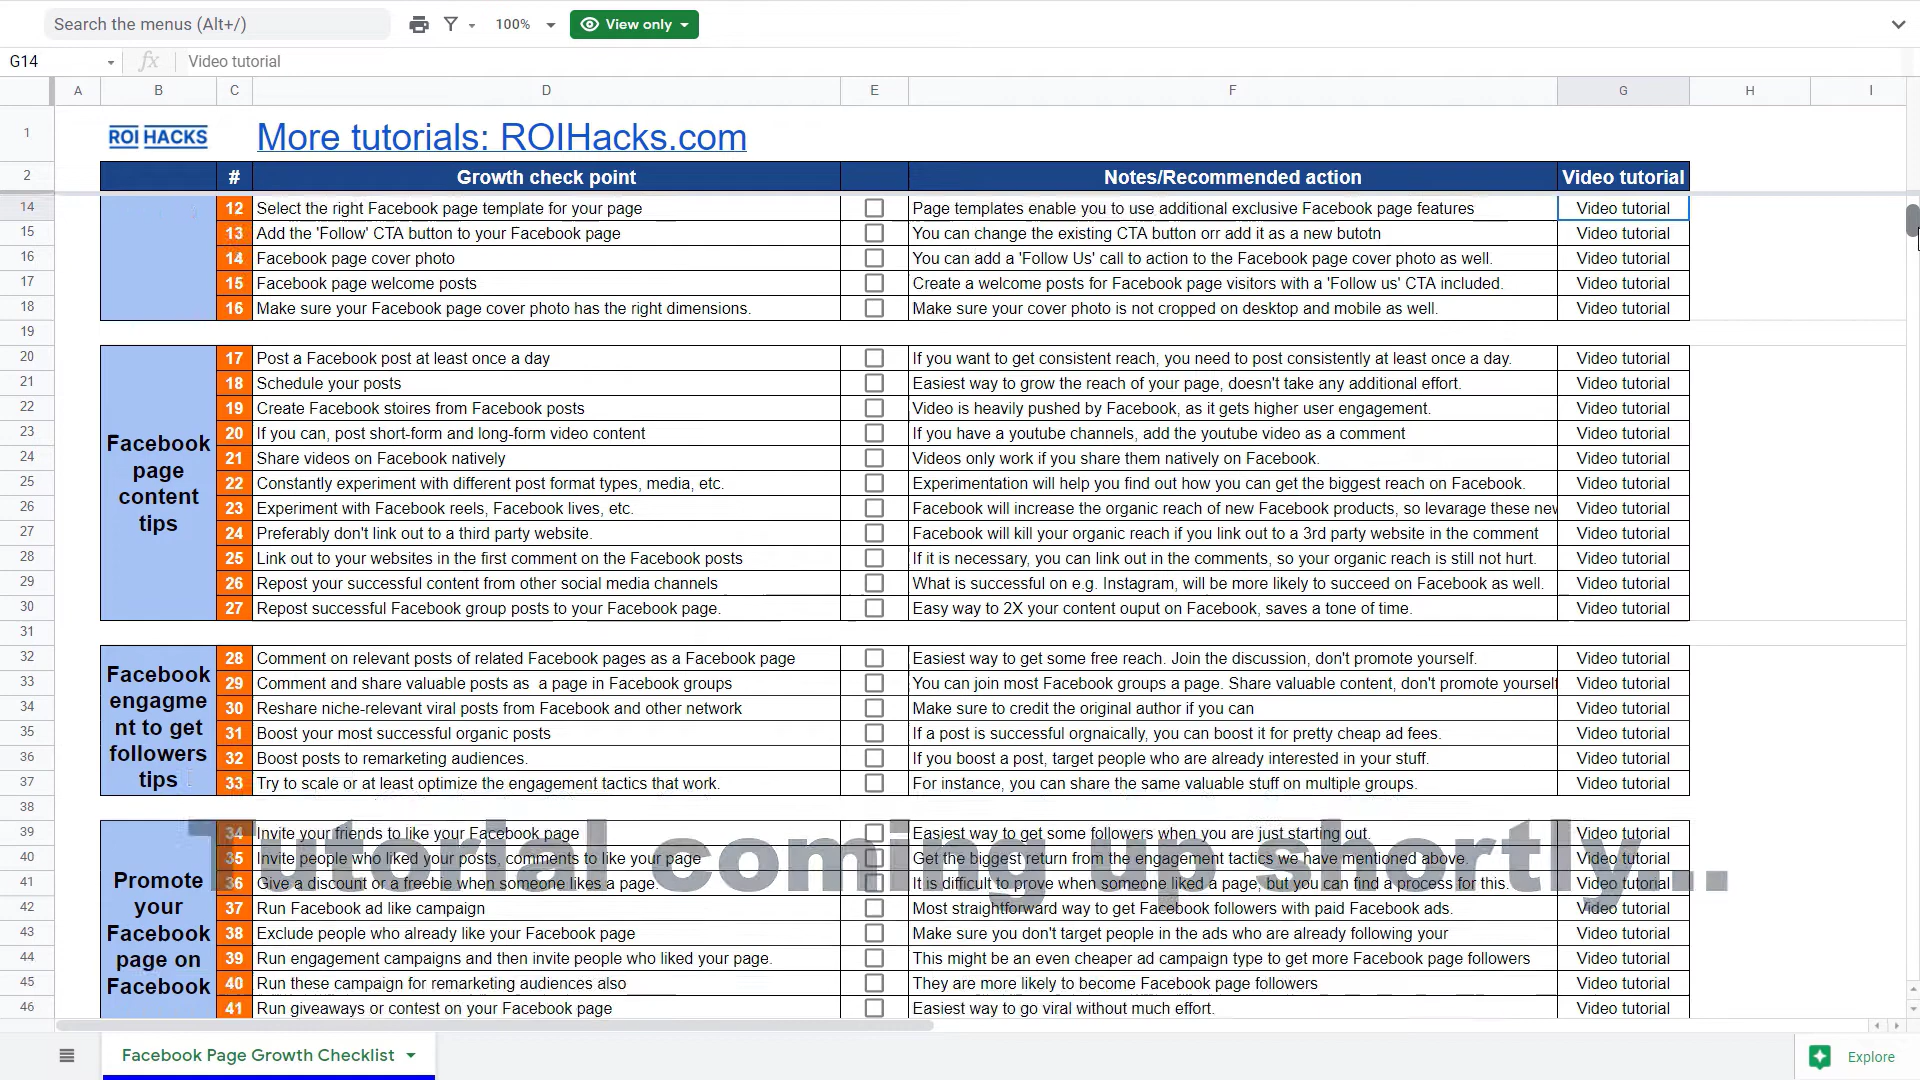 Search the menus (Alt+/) 100% View only
G14 fx Video tutorial
A B C D E F G H I
1 ROI HACKS More tutorials: ROIHacks.com
2 # Growth check point Notes/Recommended action Video tutorial
14 12 Select the right Facebook page template for your page Page templates enable you to use additional exclusive Facebook page features Video tutorial
15 13 Add the 'Follow' CTA button to your Facebook page You can change the existing CTA button orr add it as a new butotn Video tutorial
16 14 Facebook page cover photo You can add a 'Follow Us' call to action to the Facebook page cover photo as well. Video tutorial
17 15 Facebook page welcome posts Create a welcome posts for Facebook page visitors with a 'Follow us' CTA included. Video tutorial
18 16 Make sure your Facebook page cover photo has the right dimensions. Make sure your cover photo is not cropped on desktop and mobile as well. Video tutorial
19
Facebook
page
content
tips
20 17 Post a Facebook post at least once a day If you want to get consistent reach, you need to post consistently at least once a day. Video tutorial
21 18 Schedule your posts Easiest way to grow the reach of your page, doesn't take any additional effort. Video tutorial
22 19 Create Facebook stoires from Facebook posts Video is heavily pushed by Facebook, as it gets higher user engagement. Video tutorial
23 20 If you can, post short-form and long-form video content If you have a youtube channels, add the youtube video as a comment Video tutorial
24 21 Share videos on Facebook natively Videos only work if you share them natively on Facebook. Video tutorial
25 22 Constantly experiment with different post format types, media, etc. Experimentation will help you find out how you can get the biggest reach on Facebook. Video tutorial
26 23 Experiment with Facebook reels, Facebook lives, etc. Facebook will increase the organic reach of new Facebook products, so levarage these new Video tutorial
27 24 Preferably don't link out to a third party website. Facebook will kill your organic reach if you link out to a 3rd party website in the comment Video tutorial
28 25 Link out to your websites in the first comment on the Facebook posts If it is necessary, you can link out in the comments, so your organic reach is still not hurt. Video tutorial
29 26 Repost your successful content from other social media channels What is successful on e.g. Instagram, will be more likely to succeed on Facebook as well. Video tutorial
30 27 Repost successful Facebook group posts to your Facebook page. Easy way to 2X your content ouput on Facebook, saves a tone of time. Video tutorial
31
Facebook
engagme
nt to get
followers
tips
32 28 Comment on relevant posts of related Facebook pages as a Facebook page Easiest way to get some free reach. Join the discussion, don't promote yourself. Video tutorial
33 29 Comment and share valuable posts as a page in Facebook groups You can join most Facebook groups a page. Share valuable content, don't promote yourself Video tutorial
34 30 Reshare niche-relevant viral posts from Facebook and other network Make sure to credit the original author if you can Video tutorial
35 31 Boost your most successful organic posts If a post is successful orgnaically, you can boost it for pretty cheap ad fees. Video tutorial
36 32 Boost posts to remarketing audiences. If you boost a post, target people who are already interested in your stuff. Video tutorial
37 33 Try to scale or at least optimize the engagement tactics that work. For instance, you can share the same valuable stuff on multiple groups. Video tutorial
38
Promote
your
Facebook
page on
Facebook
39 34 Invite your friends to like your Facebook page Easiest way to get some followers when you are just starting out. Video tutorial
40 35 Invite people who liked your posts, comments to like your page Get the biggest return from the engagement tactics we have mentioned above. Video tutorial
41 36 Give a discount or a freebie when someone likes a page. It is difficult to prove when someone liked a page, but you can find a process for this. Video tutorial
Tutorial coming up shortly...
42 37 Run Facebook ad like campaign Most straightforward way to get Facebook followers with paid Facebook ads. Video tutorial
43 38 Exclude people who already like your Facebook page Make sure you don't target people in the ads who are already following your Video tutorial
44 39 Run engagement campaigns and then invite people who liked your page. This might be an even cheaper ad campaign type to get more Facebook page followers Video tutorial
45 40 Run these campaign for remarketing audiences also They are more likely to become Facebook page followers Video tutorial
46 41 Run giveaways or contest on your Facebook page Easiest way to go viral without much effort. Video tutorial
Facebook Page Growth Checklist Explore